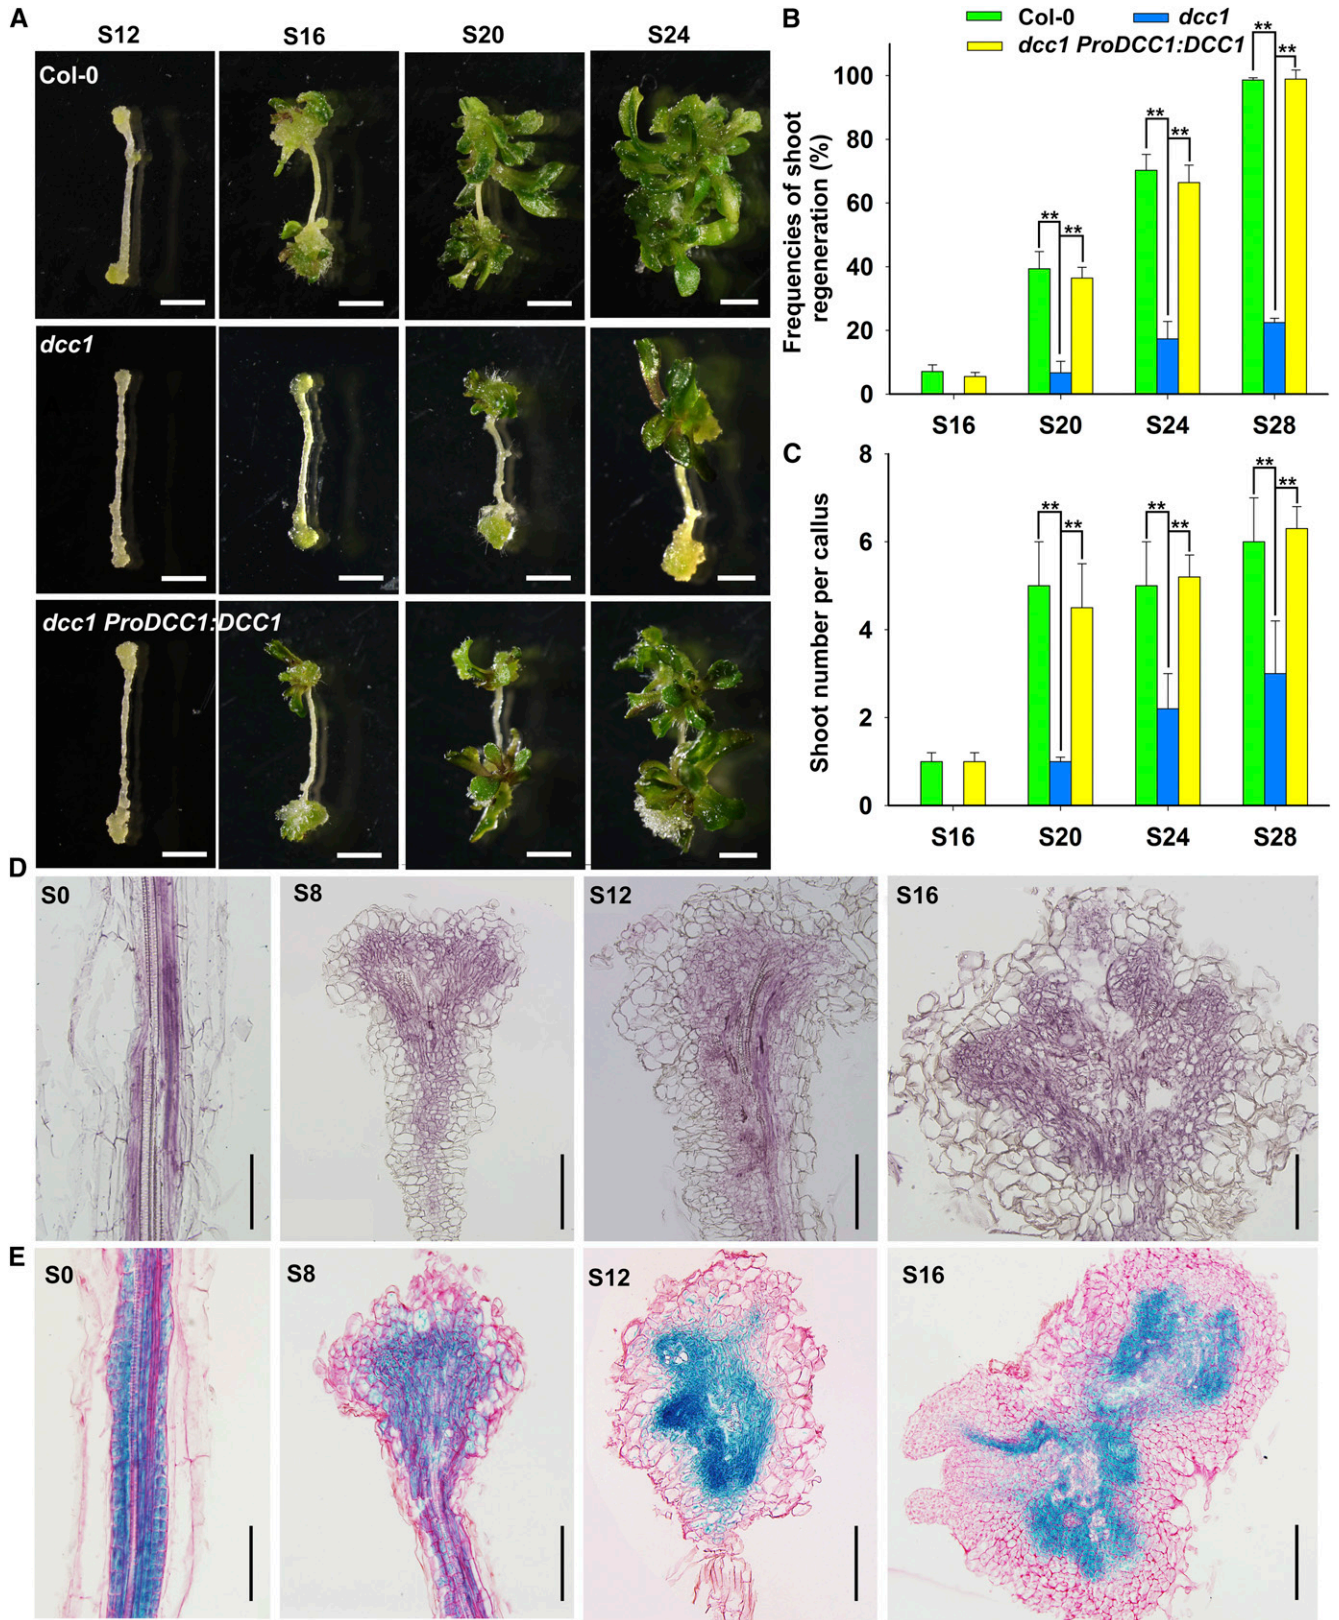 A
S12 S16 S20 S24
Col-0
dcc1
dcc1 ProDCC1:DCC1
B
Col-0 dcc1
dcc1 ProDCC1:DCC1
Frequencies of shoot
regeneration (%)
100
80
60
40
20
0
** ** ** ** ** **
S16 S20 S24 S28
C
Shoot number per callus
8
6
4
2
0
** ** ** ** ** **
S16 S20 S24 S28
D
S0 S8 S12 S16
E
S0 S8 S12 S16